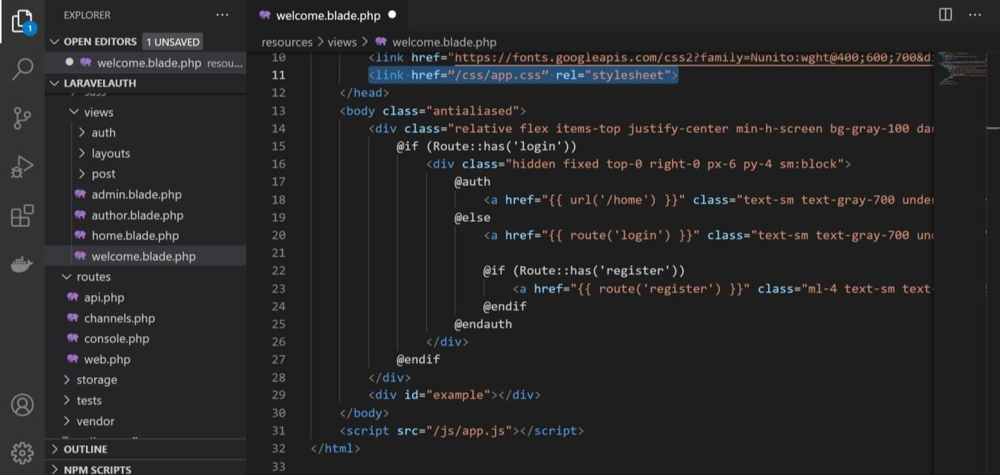 EXPLORER
OPEN EDITORS 1 UNSAVED
welcome.blade.php resou...
LARAVELAUTH
views
auth
layouts
post
admin.blade.php
author.blade.php
home.blade.php
welcome.blade.php
routes
api.php
channels.php
console.php
web.php
storage
tests
vendor
OUTLINE
NPM SCRIPTS
1
welcome.blade.php
resources > views > welcome.blade.php
10 <link href="https://fonts.googleapis.com/css2?family=Nunito:wght@400;600;700&d
11 <link href=”/css/app.css” rel="stylesheet">
12 </head>
13 <body class="antialiased">
14 <div class="relative flex items-top justify-center min-h-screen bg-gray-100 dar
15 @if (Route::has('login'))
16 <div class="hidden fixed top-0 right-0 px-6 py-4 sm:block">
17 @auth
18 <a href="{{ url('/home') }}" class="text-sm text-gray-700 under
19 @else
20 <a href="{{ route('login') }}" class="text-sm text-gray-700 und
21
22 @if (Route::has('register'))
23 <a href="{{ route('register') }}" class="ml-4 text-sm text-
24 @endif
25 @endauth
26 </div>
27 @endif
28 </div>
29 <div id="example"></div>
30 </body>
31 <script src="/js/app.js"></script>
32 </html>
33